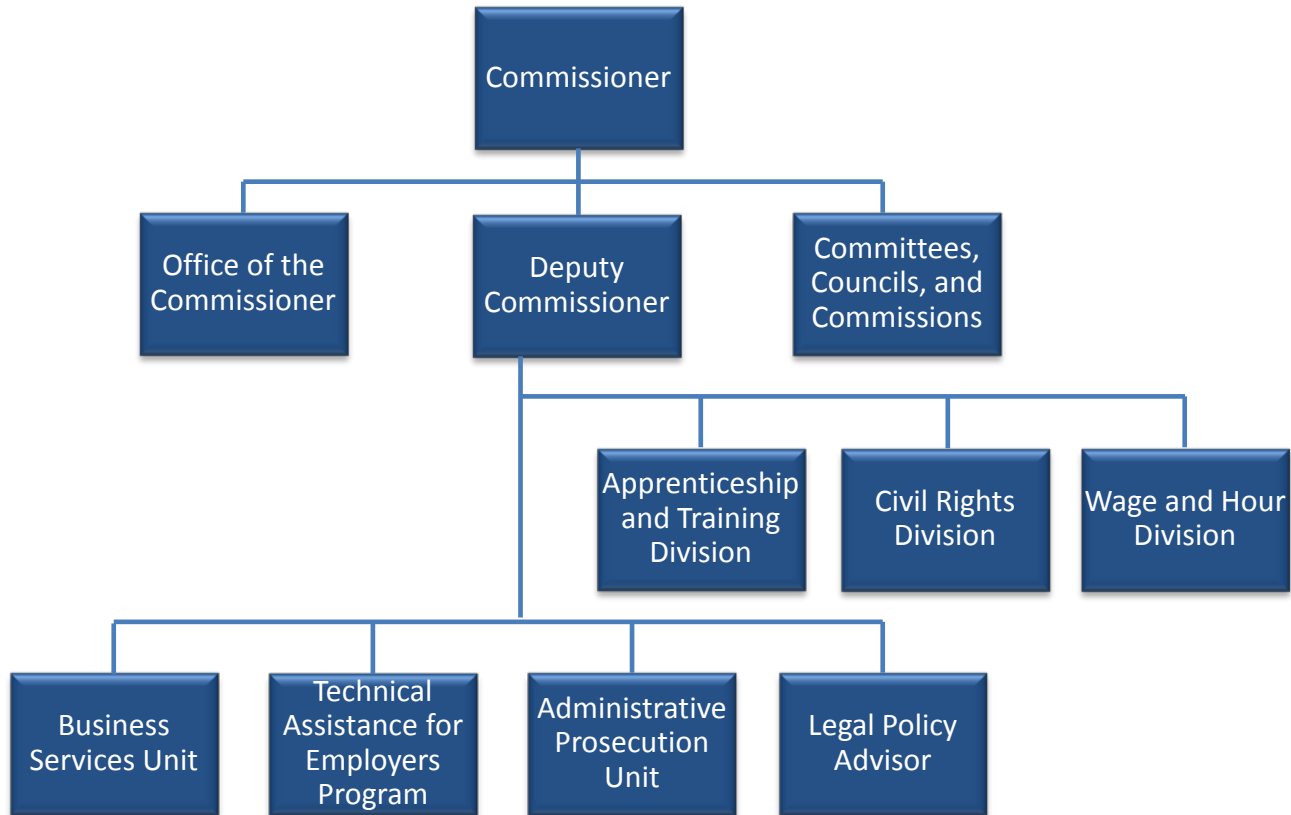 Commissioner
Office of the
Commissioner
Deputy
Commissioner
Committees,
Councils, and
Commissions
Apprenticeship
and Training
Division
Civil Rights
Division
Wage and Hour
Division
Business
Services Unit
Technical
Assistance for
Employers
Program
Administrative
Prosecution
Unit
Legal Policy
Advisor